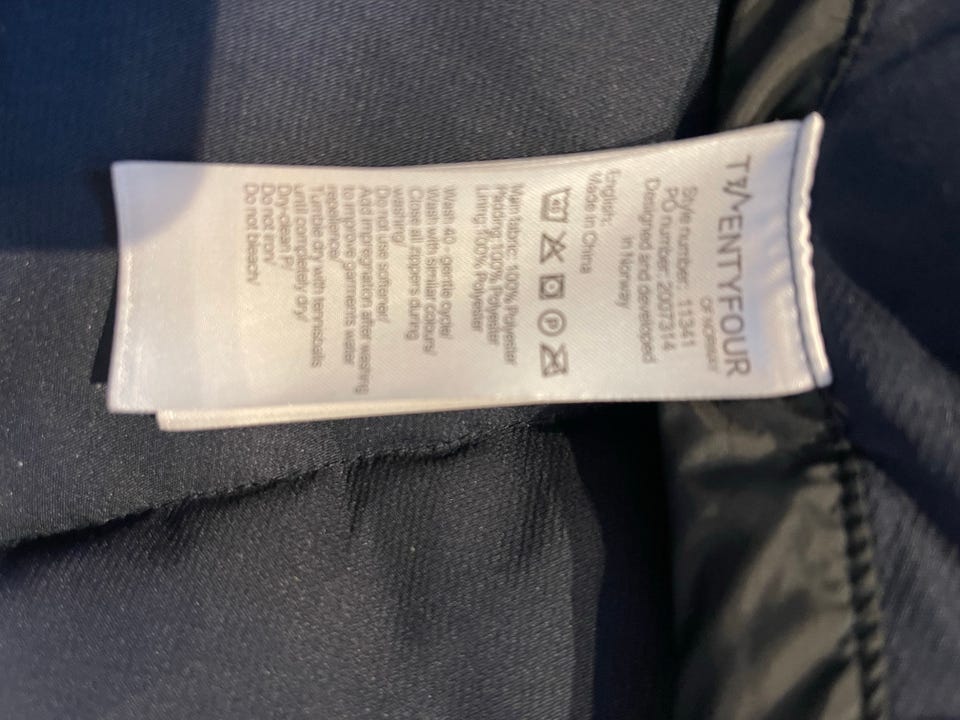 TWENTYFOUR
OF NORWAY
Style number: 11341
PO number: 2007314
Designed and developed
in Norway
English:
Made in China
40
P
Main fabric: 100% Polyester
Padding: 100% Polyester
Lining: 100% Polyester
Wash 40 - gentle cycle/
Wash with similar colours/
Close all zippers during
washing/
Do not use softener/
Add impregnation after washing
to improve garments water
repellence/
Tumble dry with tennisballs
until completely dry/
Dry-clean P/
Do not iron/
Do not bleach/